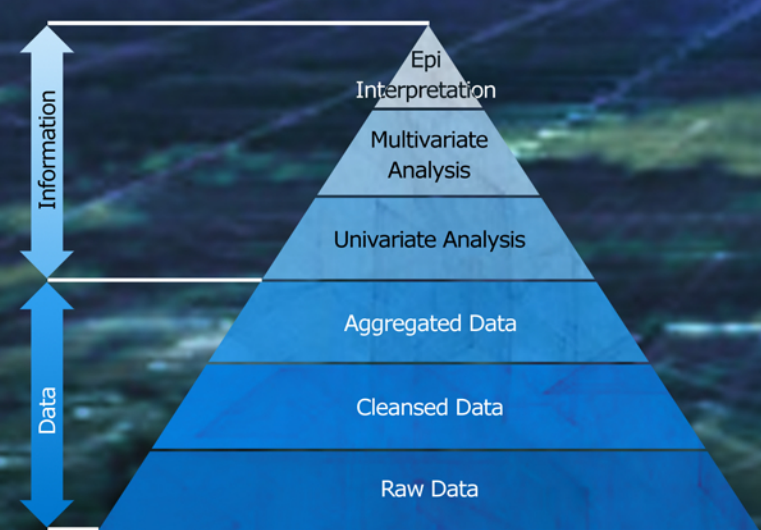 Epi
Interpretation
Multivariate
Analysis
Univariate Analysis
Aggregated Data
Cleansed Data
Raw Data
Information
Data